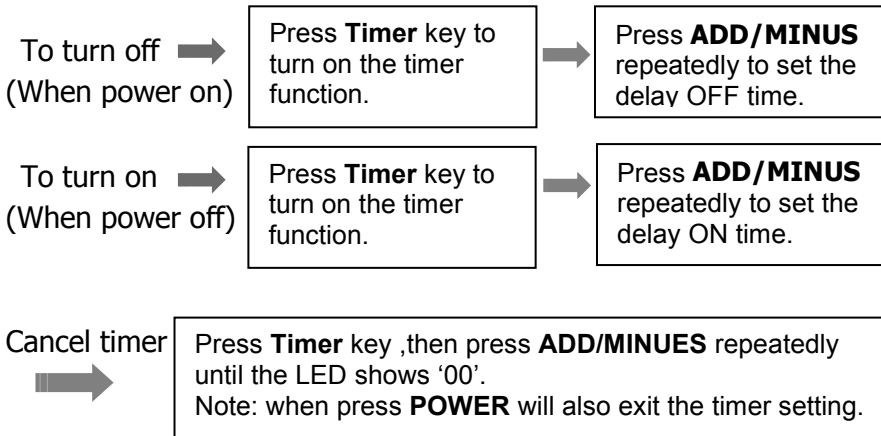 To turn off
(When power on)
Press Timer key to
turn on the timer
function.
Press ADD/MINUS
repeatedly to set the
delay OFF time.
To turn on
(When power off)
Press Timer key to
turn on the timer
function.
Press ADD/MINUS
repeatedly to set the
delay ON time.
Cancel timer
Press Timer key ,then press ADD/MINUES repeatedly
until the LED shows ‘00’.
Note: when press POWER will also exit the timer setting.